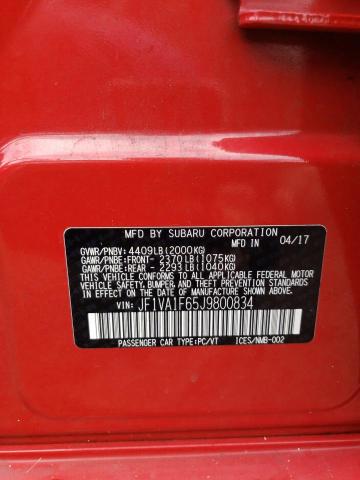 MFD BY SUBARU CORPORATION
MFD IN 04/17
GVWR/PNBV: 4409LB(2000KG)
GAWR/PNBE:FRONT- 2370LB(1075KG)
GAWR/PNBE:REAR - 2293LB(1040KG)
THIS VEHICLE CONFORMS TO ALL APPLICABLE FEDERAL MOTOR
VEHICLE SAFETY, BUMPER, AND THEFT PREVENTION STANDARDS
IN EFFECT ON THE DATE OF MANUFACTURE SHOWN ABOVE.
VIN: JF1VA1F65J9800834
PASSENGER CAR TYPE:PC/VT ICES/NMB-002